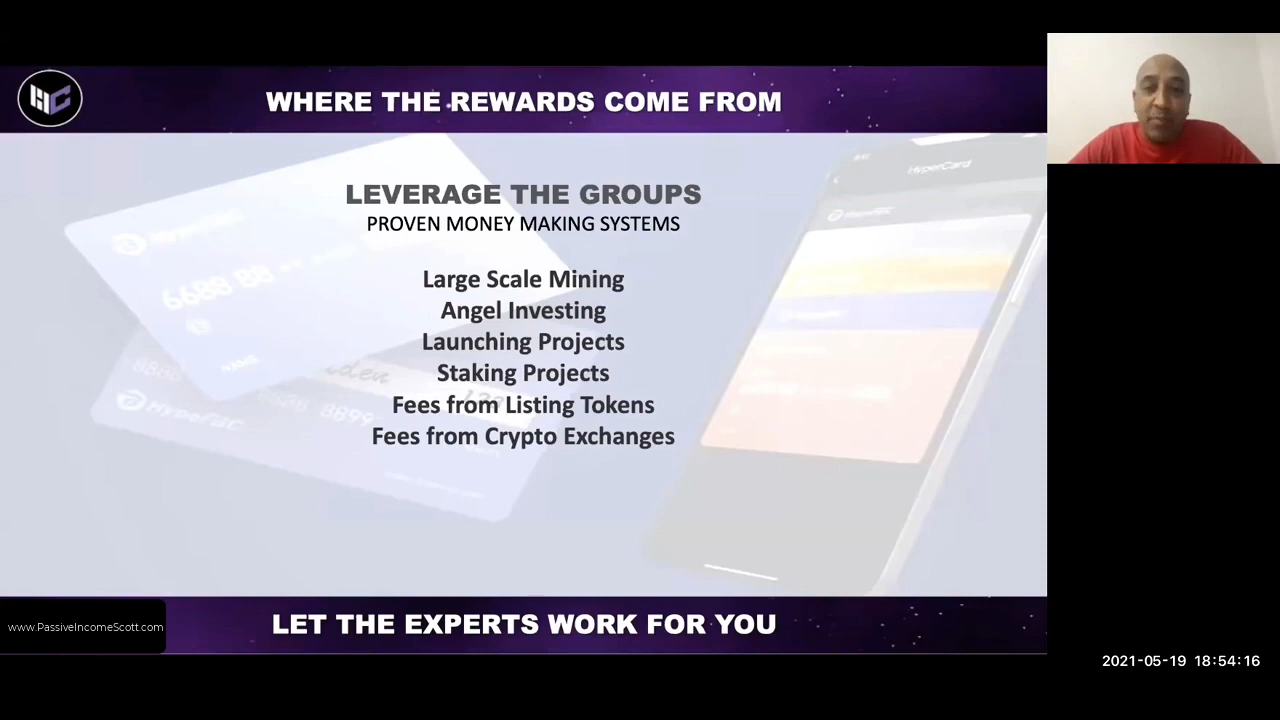 HC
WHERE THE REWARDS COME FROM
LEVERAGE THE GROUPS
PROVEN MONEY MAKING SYSTEMS
Large Scale Mining
Angel Investing
Launching Projects
Staking Projects
Fees from Listing Tokens
Fees from Crypto Exchanges
HyperCard
LET THE EXPERTS WORK FOR YOU
www.PassiveIncomeScott.com
2021-05-19 18:54:16